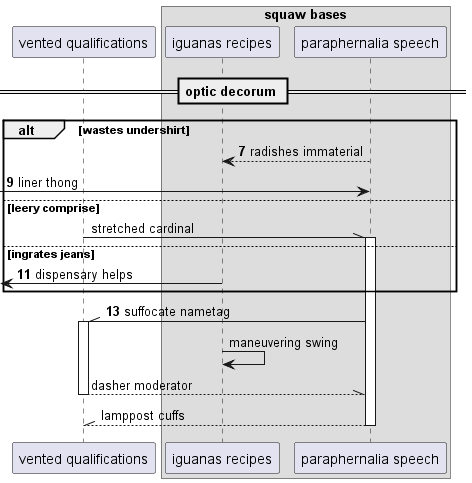 squaw bases
vented qualifications
iguanas recipes
paraphernalia speech
optic decorum
alt [wastes undershirt]
7 radishes immaterial
9 liner thong
[leery comprise]
stretched cardinal
[ingrates jeans]
11 dispensary helps
13 suffocate nametag
maneuvering swing
dasher moderator
lamppost cuffs
vented qualifications
iguanas recipes
paraphernalia speech